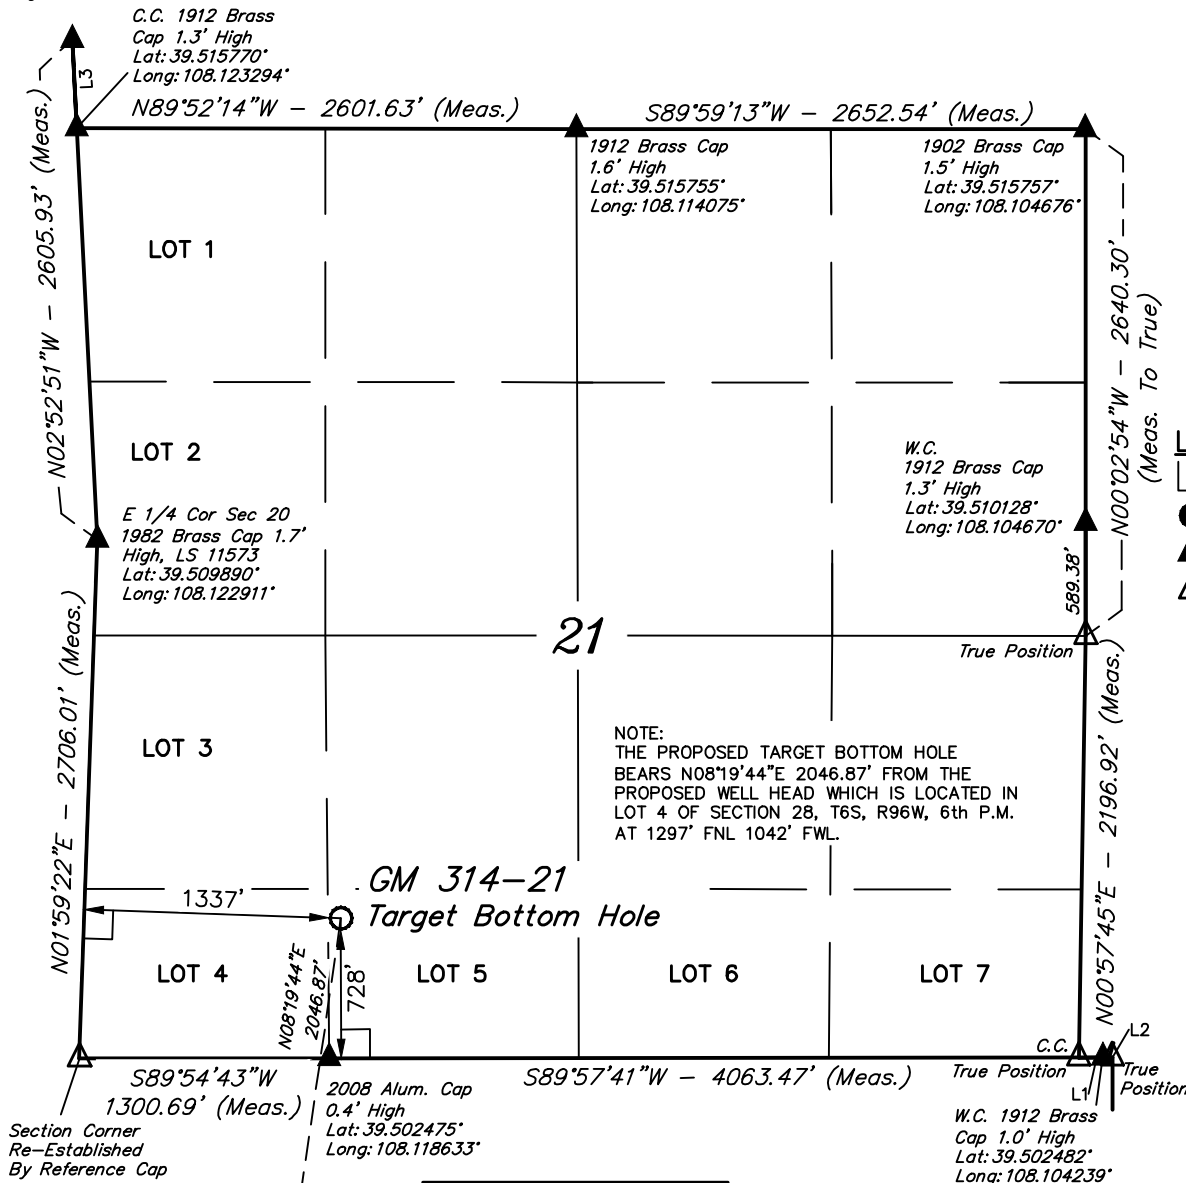 C.C. 1912 Brass
Cap 1.3' High
Lat: 39.515770°
Long: 108.123294°
L3
N89°52'14"W - 2601.63' (Meas.)
S89°59'13"W - 2652.54' (Meas.)
1912 Brass Cap
1.6' High
Lat: 39.515755°
Long: 108.114075°
1902 Brass Cap
1.5' High
Lat: 39.515757°
Long: 108.104676°
N02°52'51"W - 2605.93' (Meas.)
LOT 1
N00°02'54"W - 2640.30'
(Meas. To True)
LOT 2
W.C.
1912 Brass Cap
1.3' High
Lat: 39.510128°
Long: 108.104670°
E 1/4 Cor Sec 20
1982 Brass Cap 1.7'
High, LS 11573
Lat: 39.509890°
Long: 108.122911°
589.38'
21
True Position
N01°59'22"E - 2706.01' (Meas.)
LOT 3
NOTE:
THE PROPOSED TARGET BOTTOM HOLE
BEARS N08°19'44"E 2046.87' FROM THE
PROPOSED WELL HEAD WHICH IS LOCATED IN
LOT 4 OF SECTION 28, T6S, R96W, 6th P.M.
AT 1297' FNL 1042' FWL.
N00°57'45"E - 2196.92' (Meas.)
GM 314-21
Target Bottom Hole
1337'
LOT 4
N08°19'44"E
2046.87'
728'
LOT 5
LOT 6
LOT 7
C.C.
L2
S89°54'43"W
1300.69' (Meas.)
S89°57'41"W - 4063.47' (Meas.)
True Position
L1
True
Position
2008 Alum. Cap
0.4' High
Lat: 39.502475°
Long: 108.118633°
W.C. 1912 Brass
Cap 1.0' High
Lat: 39.502482°
Long: 108.104239°
Section Corner
Re-Established
By Reference Cap